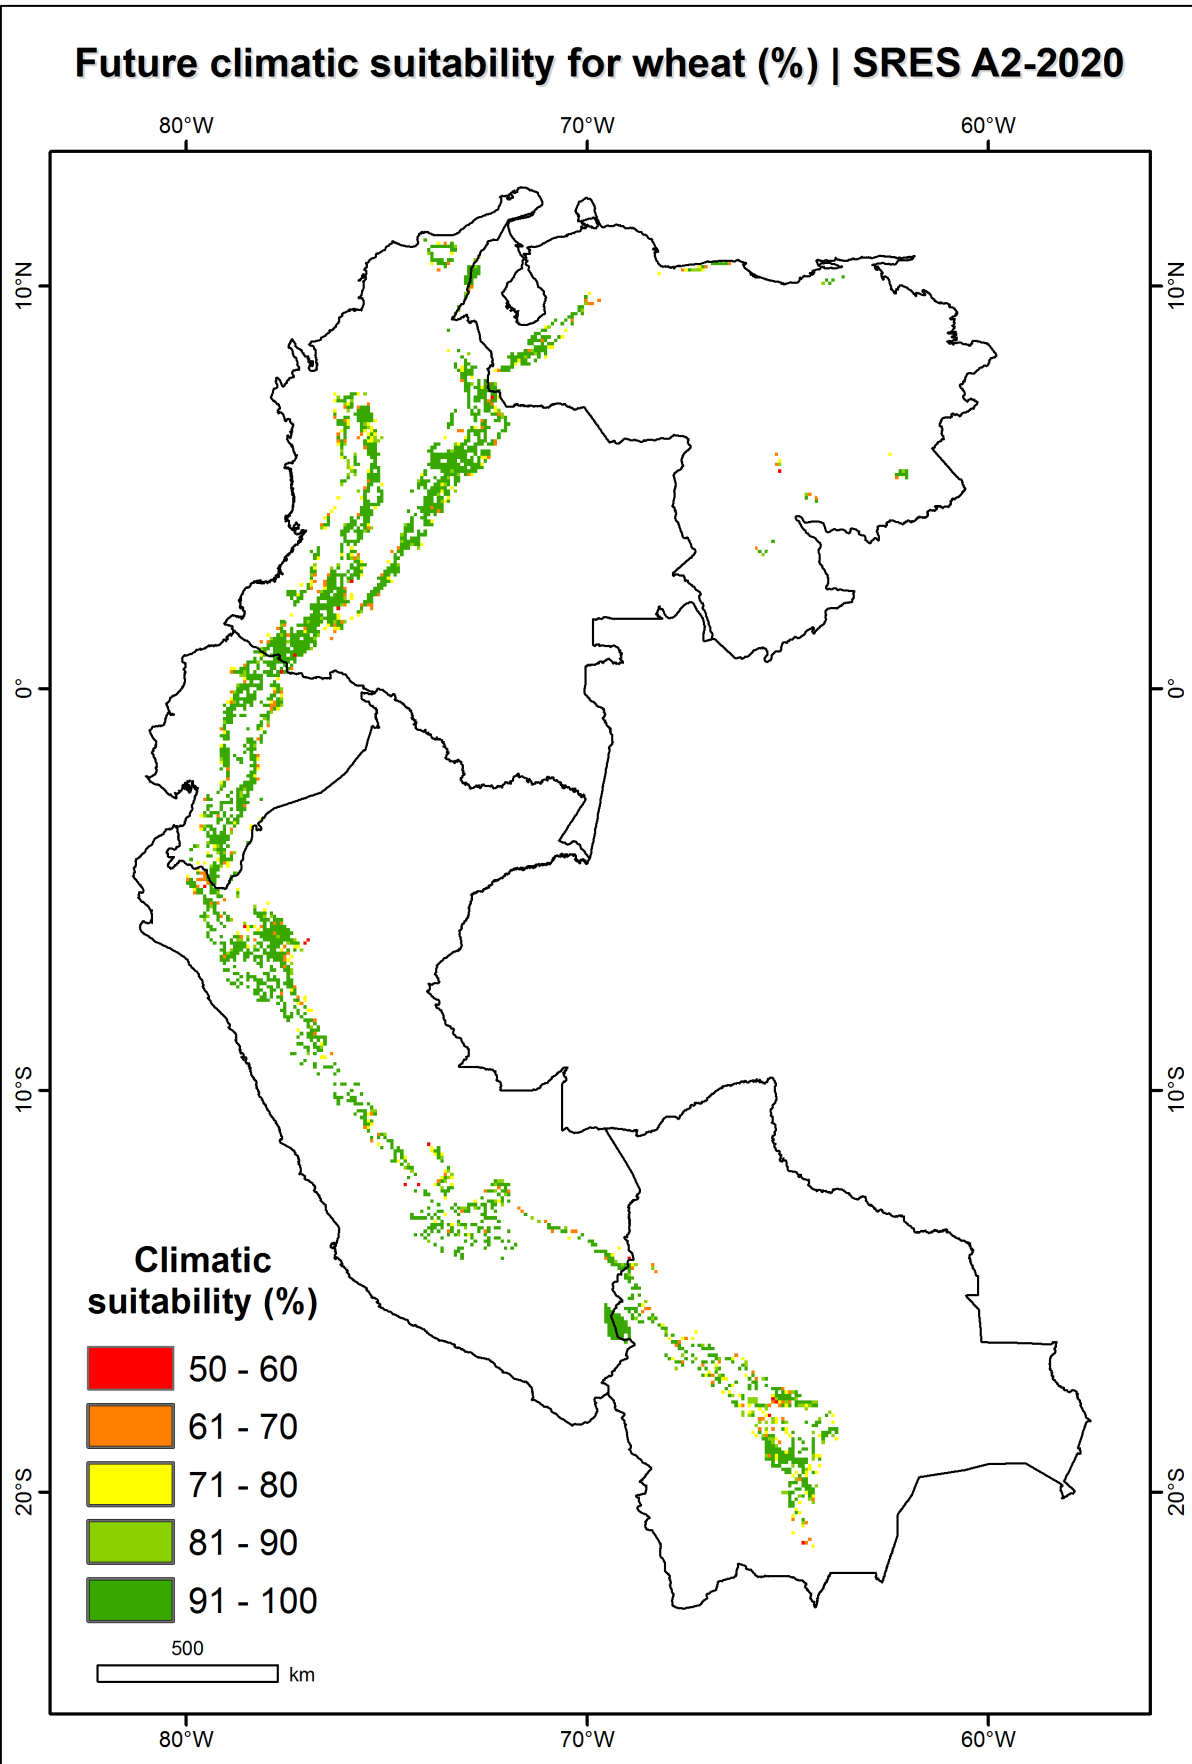 Future climatic suitability for wheat (%) | SRES A2-2020
80°W 70°W 60°W
10°N 10°N
0° 0°
10°S 10°S
20°S 20°S
Climatic
suitability (%)
50 - 60
61 - 70
71 - 80
81 - 90
91 - 100
500
km
80°W 70°W 60°W